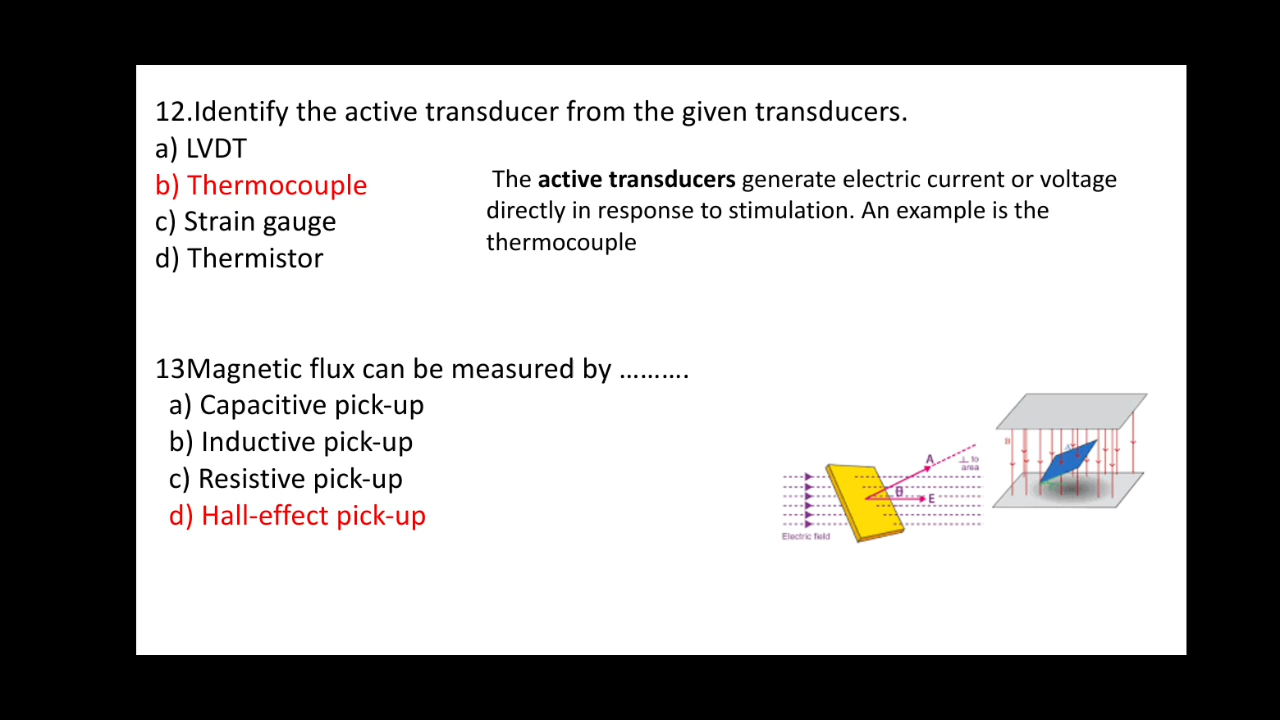 12.Identify the active transducer from the given transducers.
a) LVDT
b) Thermocouple
c) Strain gauge
d) Thermistor
The active transducers generate electric current or voltage
directly in response to stimulation. An example is the
thermocouple
13Magnetic flux can be measured by ……….
a) Capacitive pick-up
b) Inductive pick-up
c) Resistive pick-up
d) Hall-effect pick-up
A
⊥ to
area
θ
E
Electric field
B